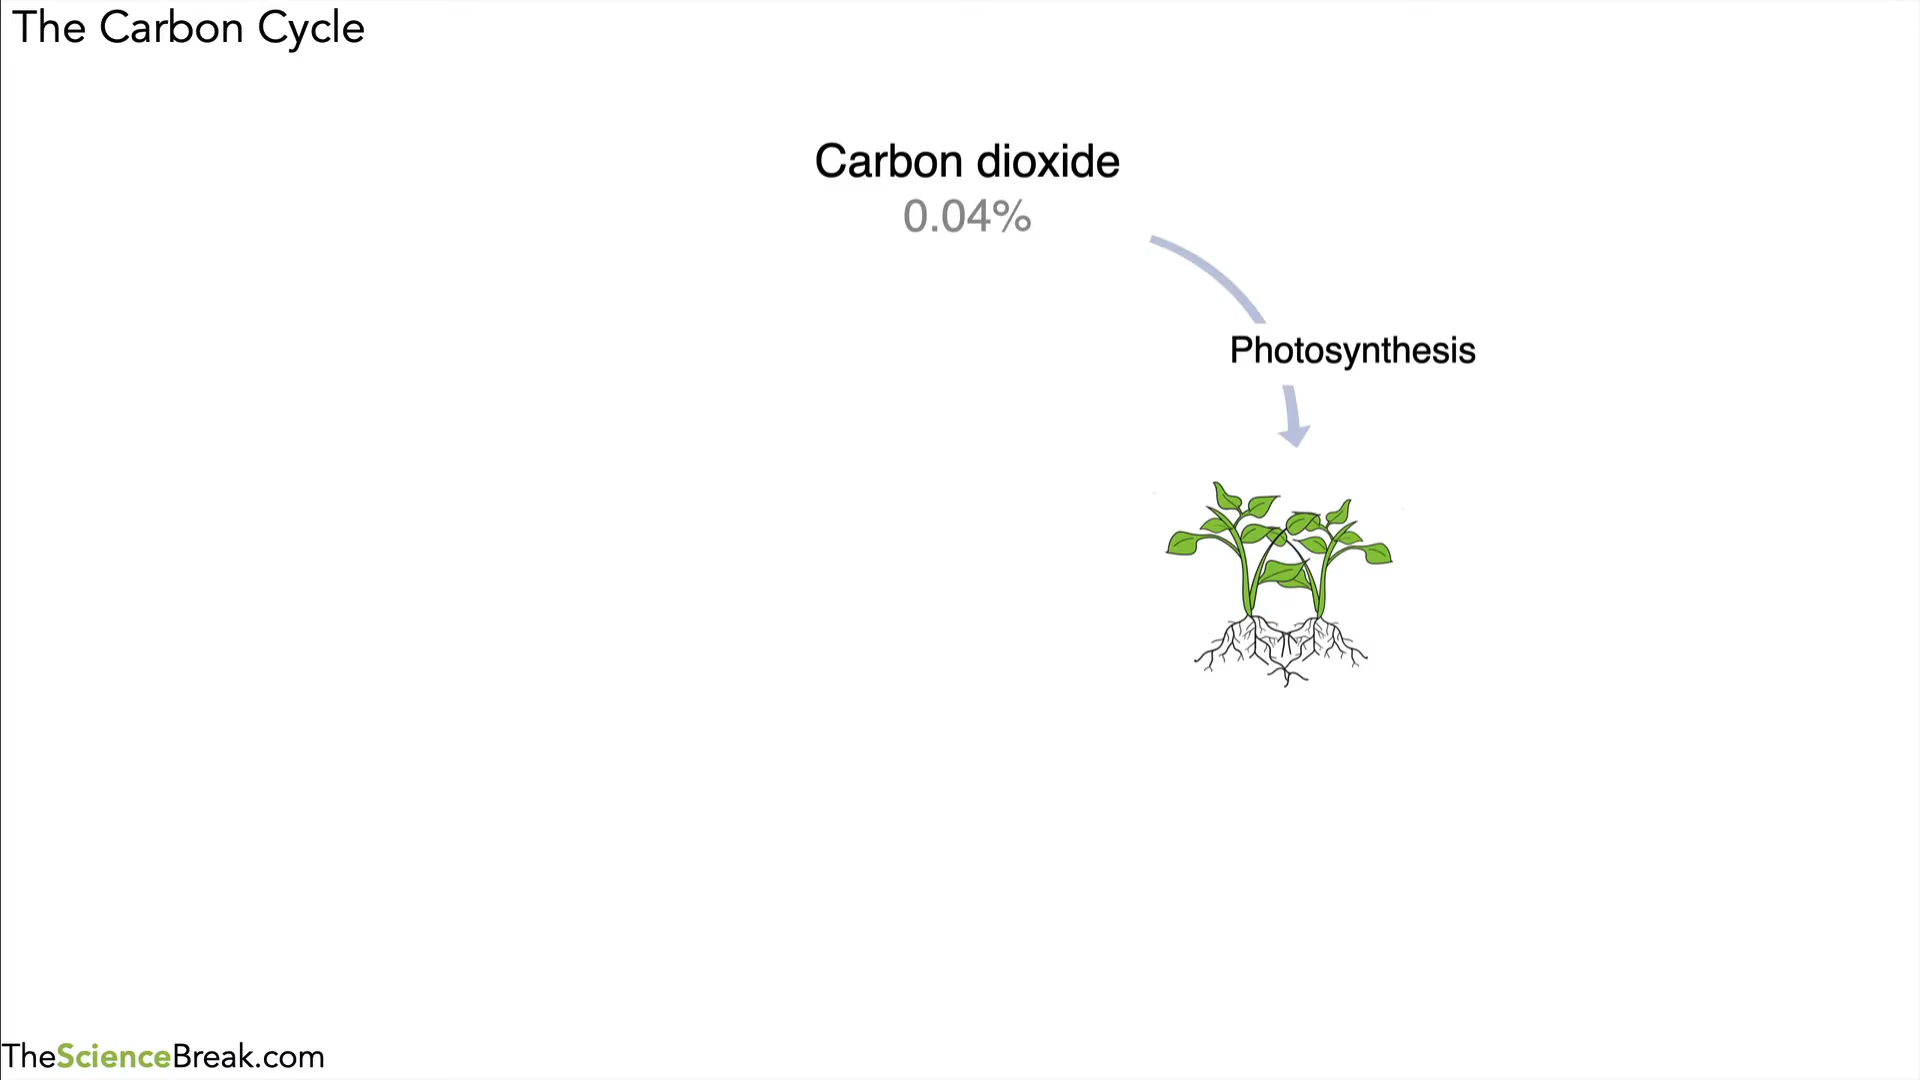 The Carbon Cycle
Carbon dioxide
0.04%
Photosynthesis
TheScienceBreak.com